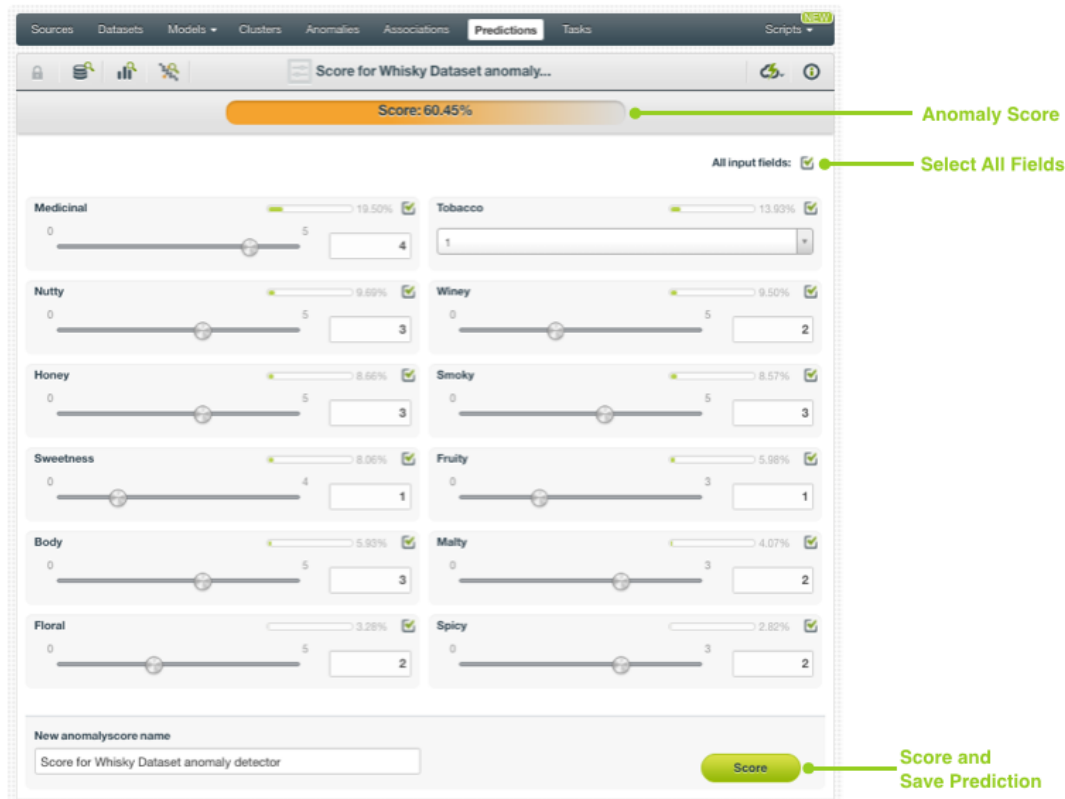 Sources Datasets Models Clusters Anomalies Associations Predictions Tasks Scripts NEW
Score for Whisky Dataset anomaly...
Score: 60.45%
Anomaly Score
All input fields:
Select All Fields
Medicinal 19.50% Tobacco 13.93%
0 5 4 1
Nutty 9.69% Winey 9.50%
0 5 3 0 5 2
Honey 8.66% Smoky 8.57%
0 5 3 0 5 3
Sweetness 8.06% Fruity 5.98%
0 4 1 0 3 1
Body 5.93% Malty 4.07%
0 5 3 0 3 2
Floral 3.28% Spicy 2.82%
0 5 2 0 3 2
New anomalyscore name
Score for Whisky Dataset anomaly detector
Score
Score and
Save Prediction